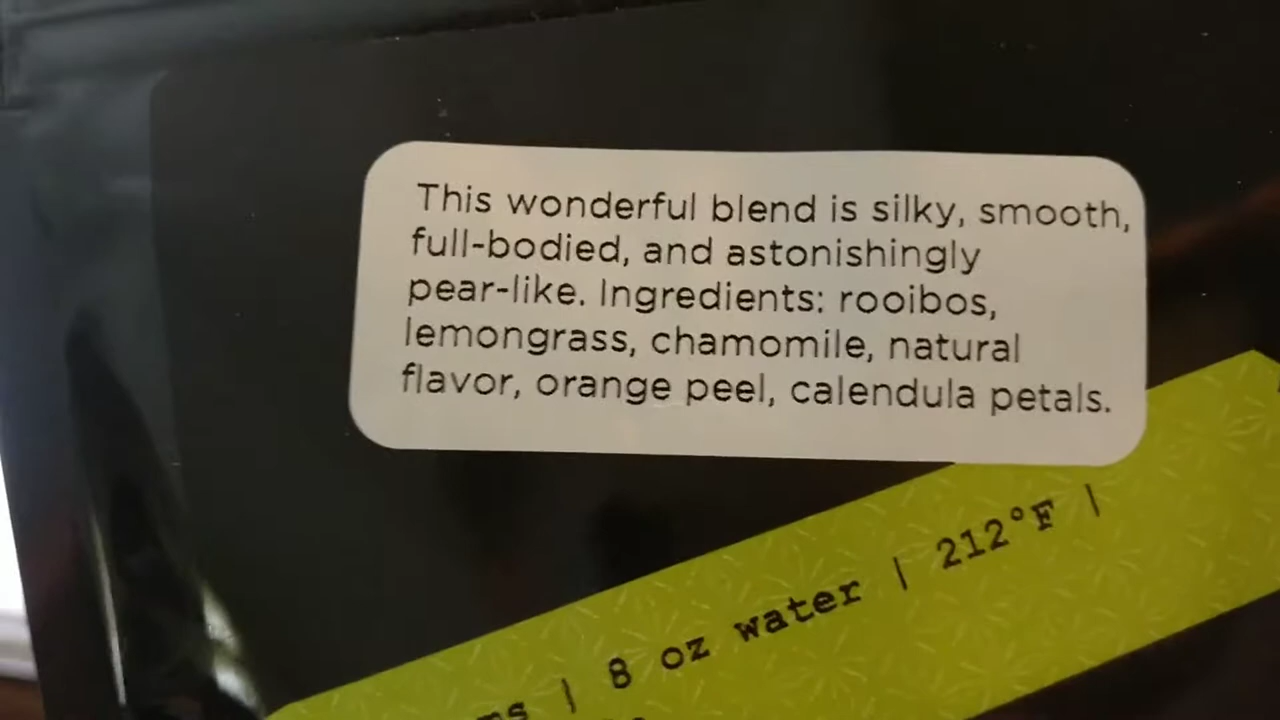 This wonderful blend is silky, smooth,
full-bodied, and astonishingly
pear-like. Ingredients: rooibos,
lemongrass, chamomile, natural
flavor, orange peel, calendula petals.
| 8 oz water | 212°F |